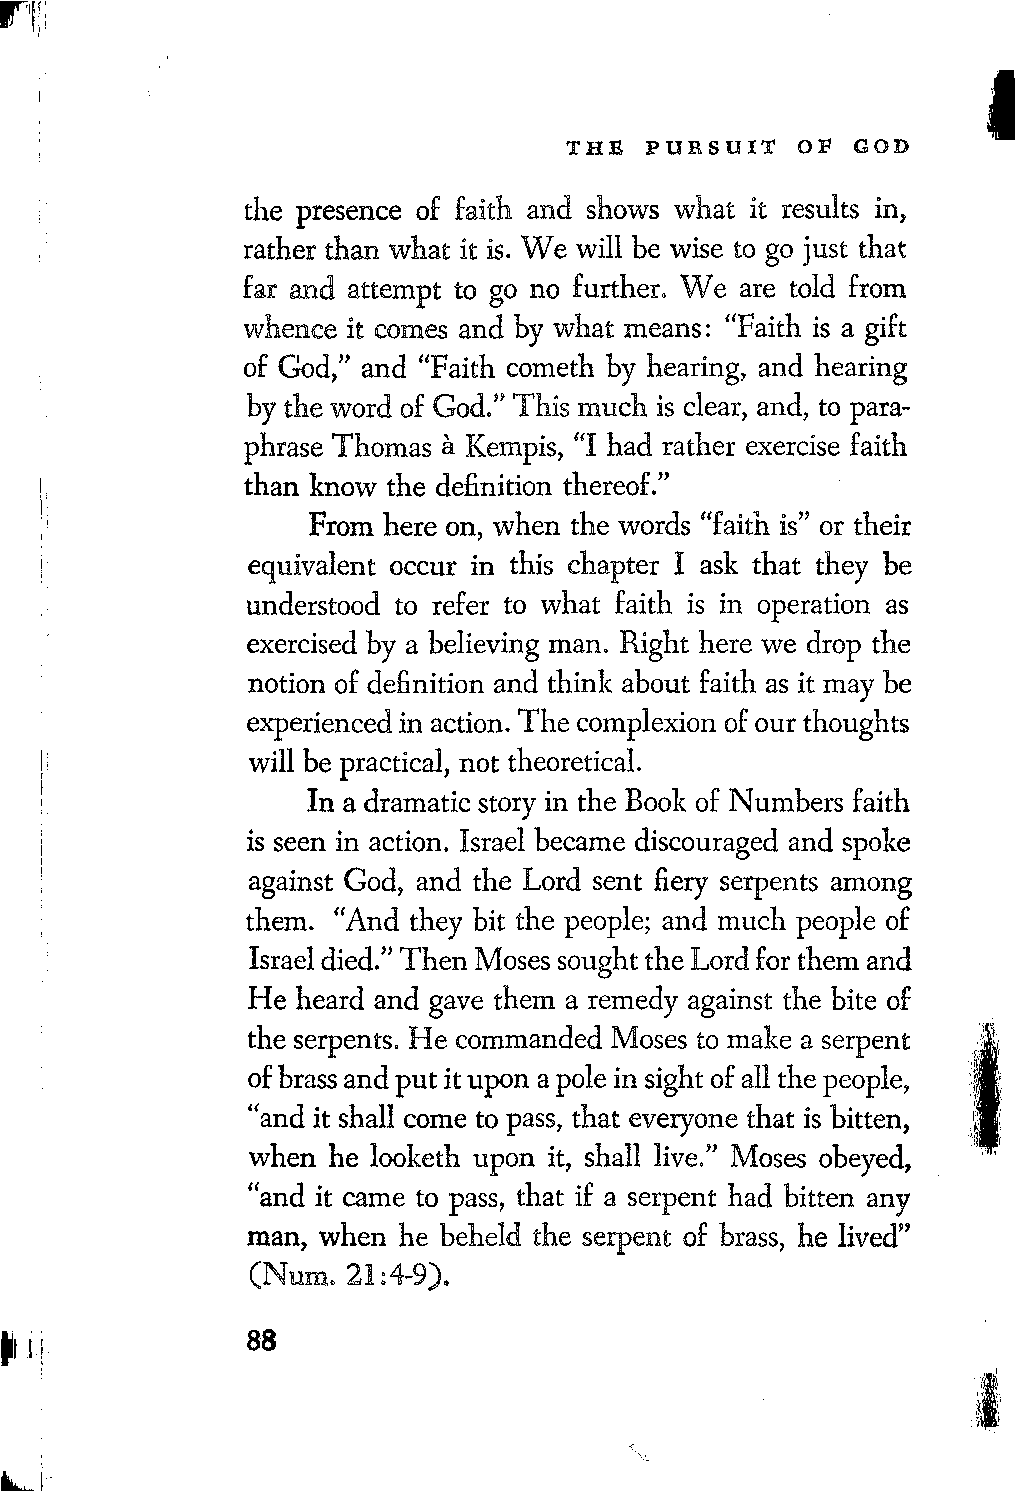 THE PURSUIT OF GOD
the presence of faith and shows what it results in,
rather than what it is. We will be wise to go just that
far and attempt to go no further. We are told from
whence it comes and by what means: “Faith is a gift
of God,” and “Faith cometh by hearing, and hearing
by the word of God.” This much is clear, and, to para-
phrase Thomas à Kempis, “I had rather exercise faith
than know the definition thereof.”
From here on, when the words “faith is” or their
equivalent occur in this chapter I ask that they be
understood to refer to what faith is in operation as
exercised by a believing man. Right here we drop the
notion of definition and think about faith as it may be
experienced in action. The complexion of our thoughts
will be practical, not theoretical.
In a dramatic story in the Book of Numbers faith
is seen in action. Israel became discouraged and spoke
against God, and the Lord sent fiery serpents among
them. “And they bit the people; and much people of
Israel died.” Then Moses sought the Lord for them and
He heard and gave them a remedy against the bite of
the serpents. He commanded Moses to make a serpent
of brass and put it upon a pole in sight of all the people,
“and it shall come to pass, that everyone that is bitten,
when he looketh upon it, shall live.” Moses obeyed,
“and it came to pass, that if a serpent had bitten any
man, when he beheld the serpent of brass, he lived”
(Num. 21:4-9).
88